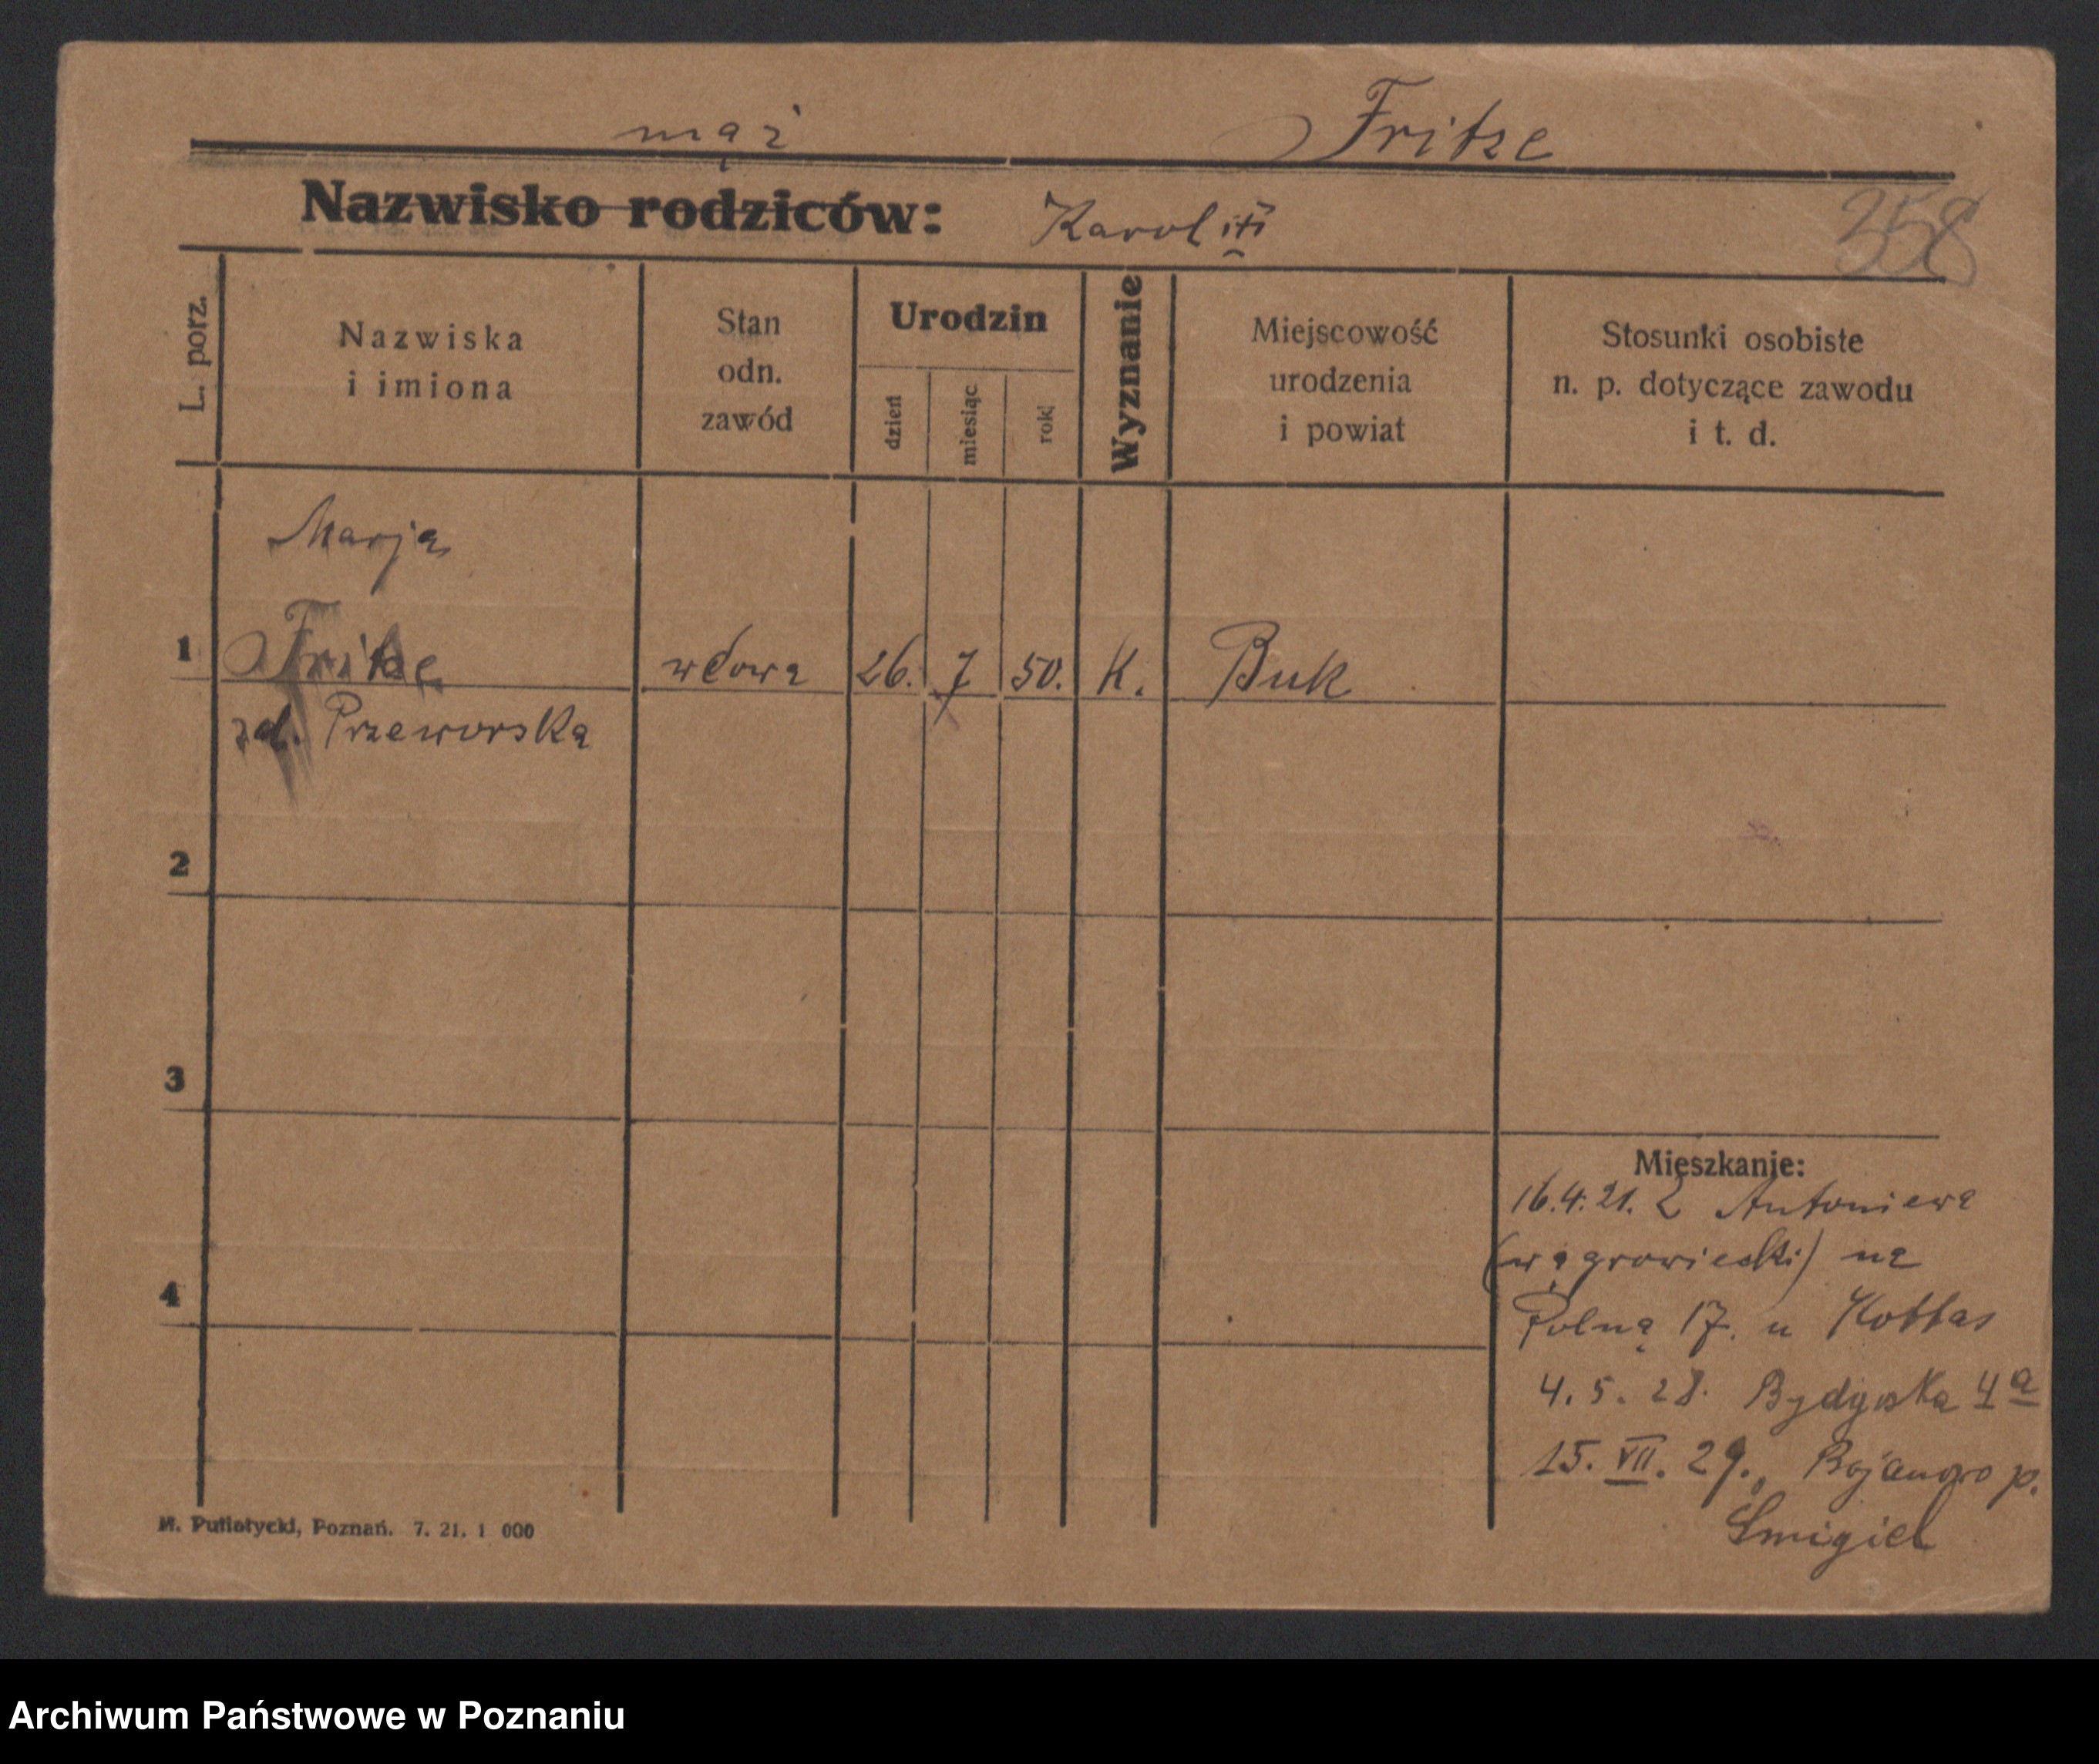 mąż Fritze
Nazwisko rodziców: Karol
358
L. porz.
Nazwiska
i imiona
Stan
odn.
zawód
Urodzin
dzień
miesiąc
rok
Wyznanie
Miejscowość
urodzenia
i powiat
Stosunki osobiste
n. p. dotyczące zawodu
i t. d.
Marja
1 Fritze wdowa 26. 7 50. K. Buk
zd. Przeworska
2
3
Mieszkanie:
16.4.21. Z Antoniewa
(wągrowiecki) na
4
Polną 17. u Kottas
4. 5. 28. Bydgoska 4a
15. VII. 29. Bojanowo p.
Śmigiel
M. Putiatycki, Poznań. 7. 21. 1 000
Archiwum Państwowe w Poznaniu